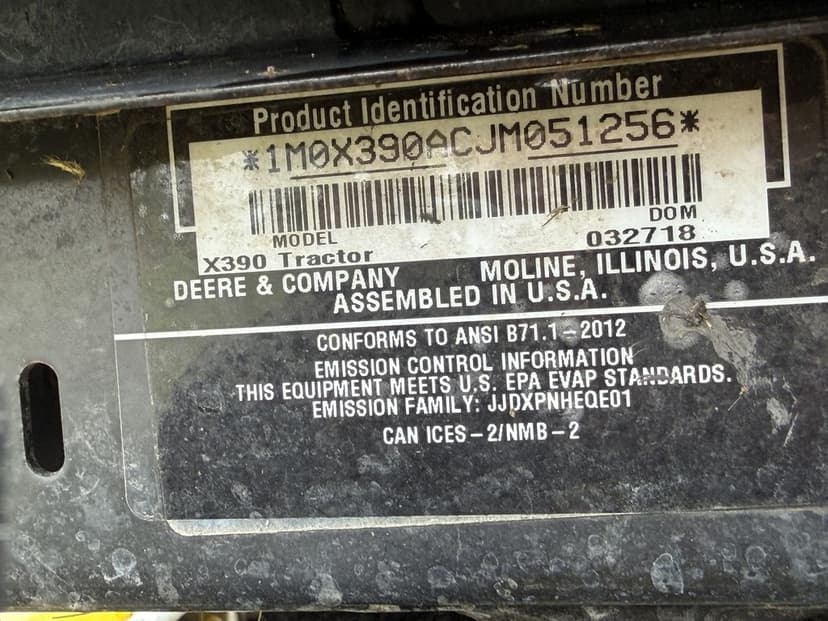 Product Identification Number
*1M0X390ACJM051256*
MODEL DOM
X390 Tractor 032718
DEERE & COMPANY MOLINE, ILLINOIS, U.S.A.
ASSEMBLED IN U.S.A.
CONFORMS TO ANSI B71.1-2012
EMISSION CONTROL INFORMATION
THIS EQUIPMENT MEETS U.S. EPA EVAP STANDARDS.
EMISSION FAMILY: JJDXPNHEQE01
CAN ICES-2/NMB-2